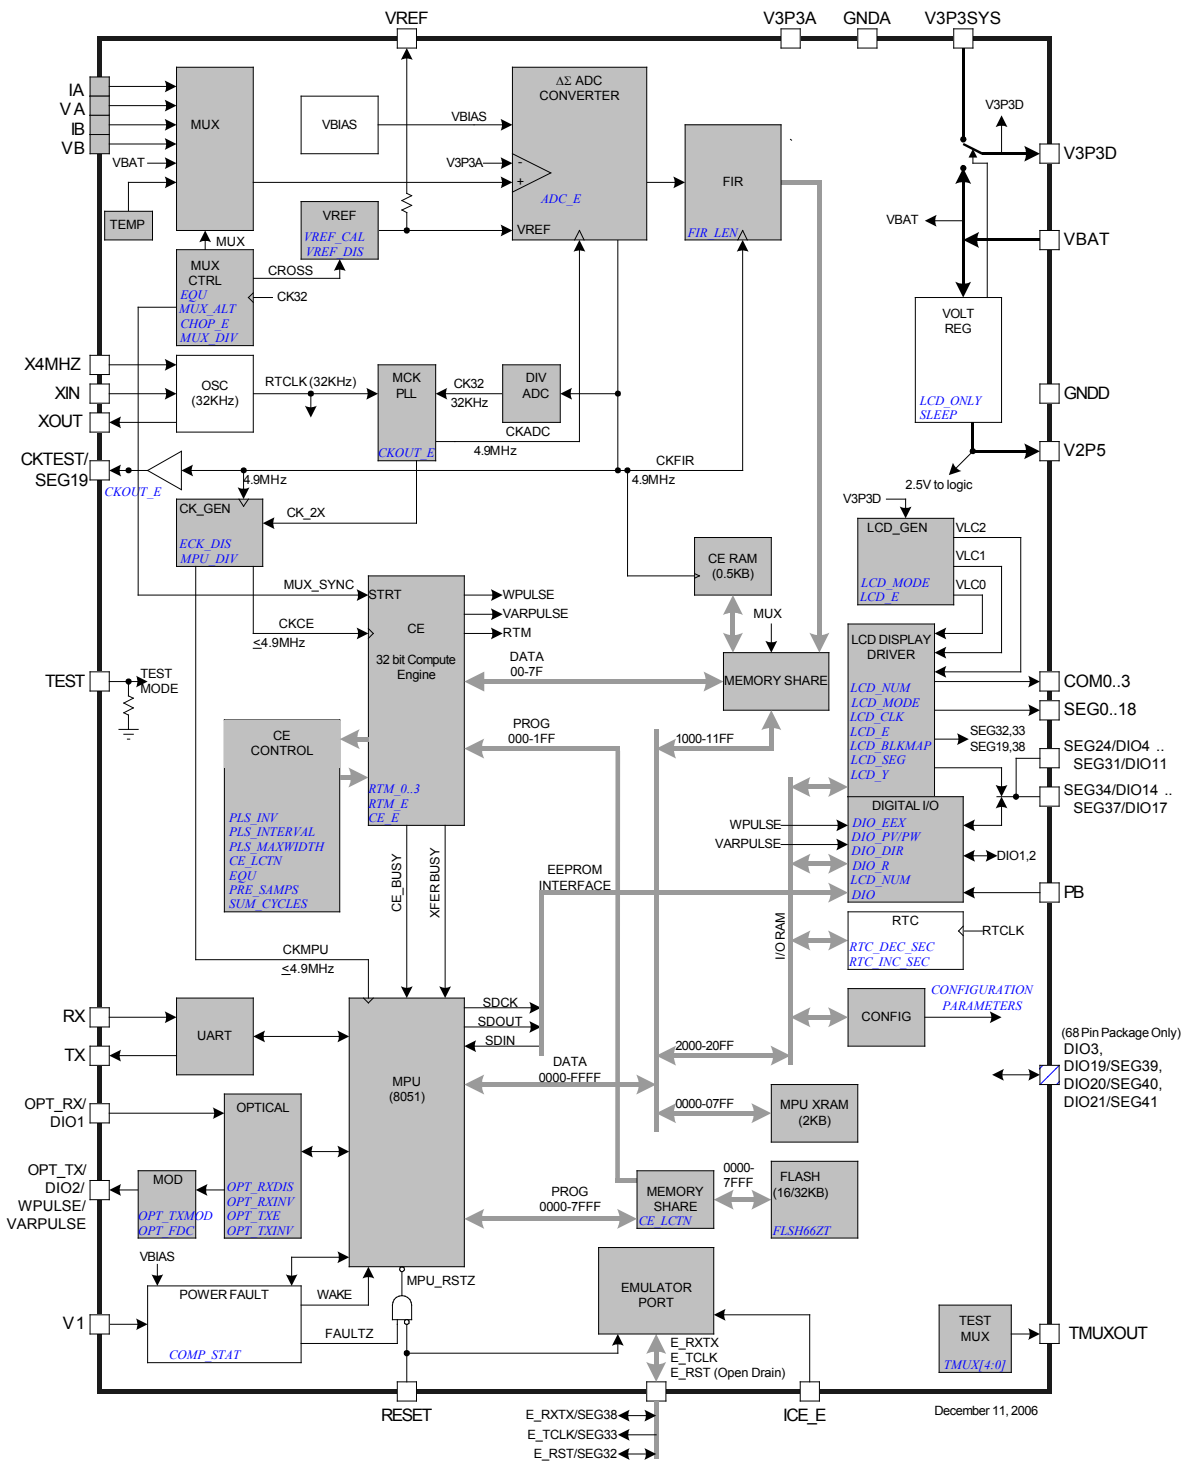 VREF
V3P3A
GNDA
V3P3SYS
IA
VA
IB
VB
VBAT
TEMP
MUX
VBIAS
VBIAS
V3P3A
ΔΣ ADC
CONVERTER
-
+
ADC_E
VREF
FIR
FIR_LEN
V3P3D
V3P3D
VBAT
VBAT
VREF
VREF_CAL
VREF_DIS
MUX
MUX
CTRL
EQU
MUX_ALT
CHOP_E
MUX_DIV
CROSS
CK32
VOLT
REG
LCD_ONLY
SLEEP
GNDD
V2P5
2.5V to logic
X4MHZ
XIN
XOUT
OSC
(32KHz)
RTCLK (32KHz)
MCK
PLL
CKOUT_E
CK32
32KHz
DIV
ADC
CKADC
4.9MHz
CKFIR
4.9MHz
CKTEST/
SEG19
CKOUT_E
4.9MHz
CK_GEN
ECK_DIS
MPU_DIV
CK_2X
V3P3D
LCD_GEN
LCD_MODE
LCD_E
VLC2
VLC1
VLC0
CE RAM
(0.5KB)
MUX_SYNC
STRT
CE
32 bit Compute
Engine
RTM_0..3
RTM_E
CE_E
CKCE
≤4.9MHz
WPULSE
VARPULSE
RTM
DATA
00-7F
MUX
MEMORY SHARE
PROG
000-1FF
1000-11FF
LCD DISPLAY
DRIVER
LCD_NUM
LCD_MODE
LCD_CLK
LCD_E
LCD_BLKMAP
LCD_SEG
LCD_Y
COM0..3
SEG0..18
SEG32,33
SEG19,38
SEG24/DIO4 ..
SEG31/DIO11
SEG34/DIO14 ..
SEG37/DIO17
TEST
TEST
MODE
CE
CONTROL
PLS_INV
PLS_INTERVAL
PLS_MAXWIDTH
CE_LCTN
EQU
PRE_SAMPS
SUM_CYCLES
CE_BUSY
XFER BUSY
WPULSE
VARPULSE
DIGITAL I/O
DIO_EEX
DIO_PV/PW
DIO_DIR
DIO_R
LCD_NUM
DIO
DIO1,2
PB
EEPROM
INTERFACE
I/O RAM
RTC
RTC_DEC_SEC
RTC_INC_SEC
RTCLK
CKMPU
≤4.9MHz
CONFIG
CONFIGURATION
PARAMETERS
RX
TX
UART
MPU
(8051)
SDCK
SDOUT
SDIN
DATA
0000-FFFF
2000-20FF
0000-07FF
MPU XRAM
(2KB)
(68 Pin Package Only)
DIO3,
DIO19/SEG39,
DIO20/SEG40,
DIO21/SEG41
OPT_RX/
DIO1
OPTICAL
OPT_RXDIS
OPT_RXINV
OPT_TXE
OPT_TXINV
OPT_TX/
DIO2/
WPULSE/
VARPULSE
MOD
OPT_TXMOD
OPT_FDC
PROG
0000-7FFF
MEMORY
SHARE
CE_LCTN
0000-
7FFF
FLASH
(16/32KB)
FLSH66ZT
VBIAS
V1
POWER FAULT
COMP_STAT
WAKE
FAULTZ
MPU_RSTZ
EMULATOR
PORT
E_RXTX
E_TCLK
E_RST (Open Drain)
TEST
MUX
TMUX[4:0]
TMUXOUT
RESET
ICE_E
December 11, 2006
E_RXTX/SEG38
E_TCLK/SEG33
E_RST/SEG32